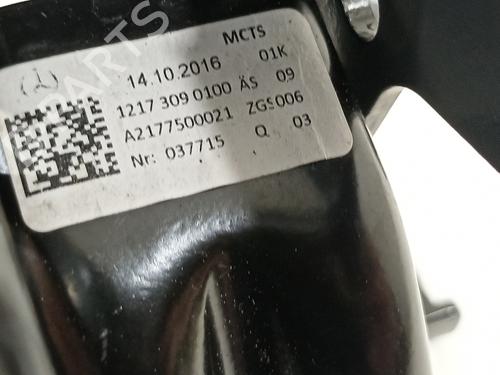 MCTS
14.10.2016 01K
1217 309 0100 ÄS 09
A2177500021 ZGS006
Nr: 037715 Q 03
PARTS